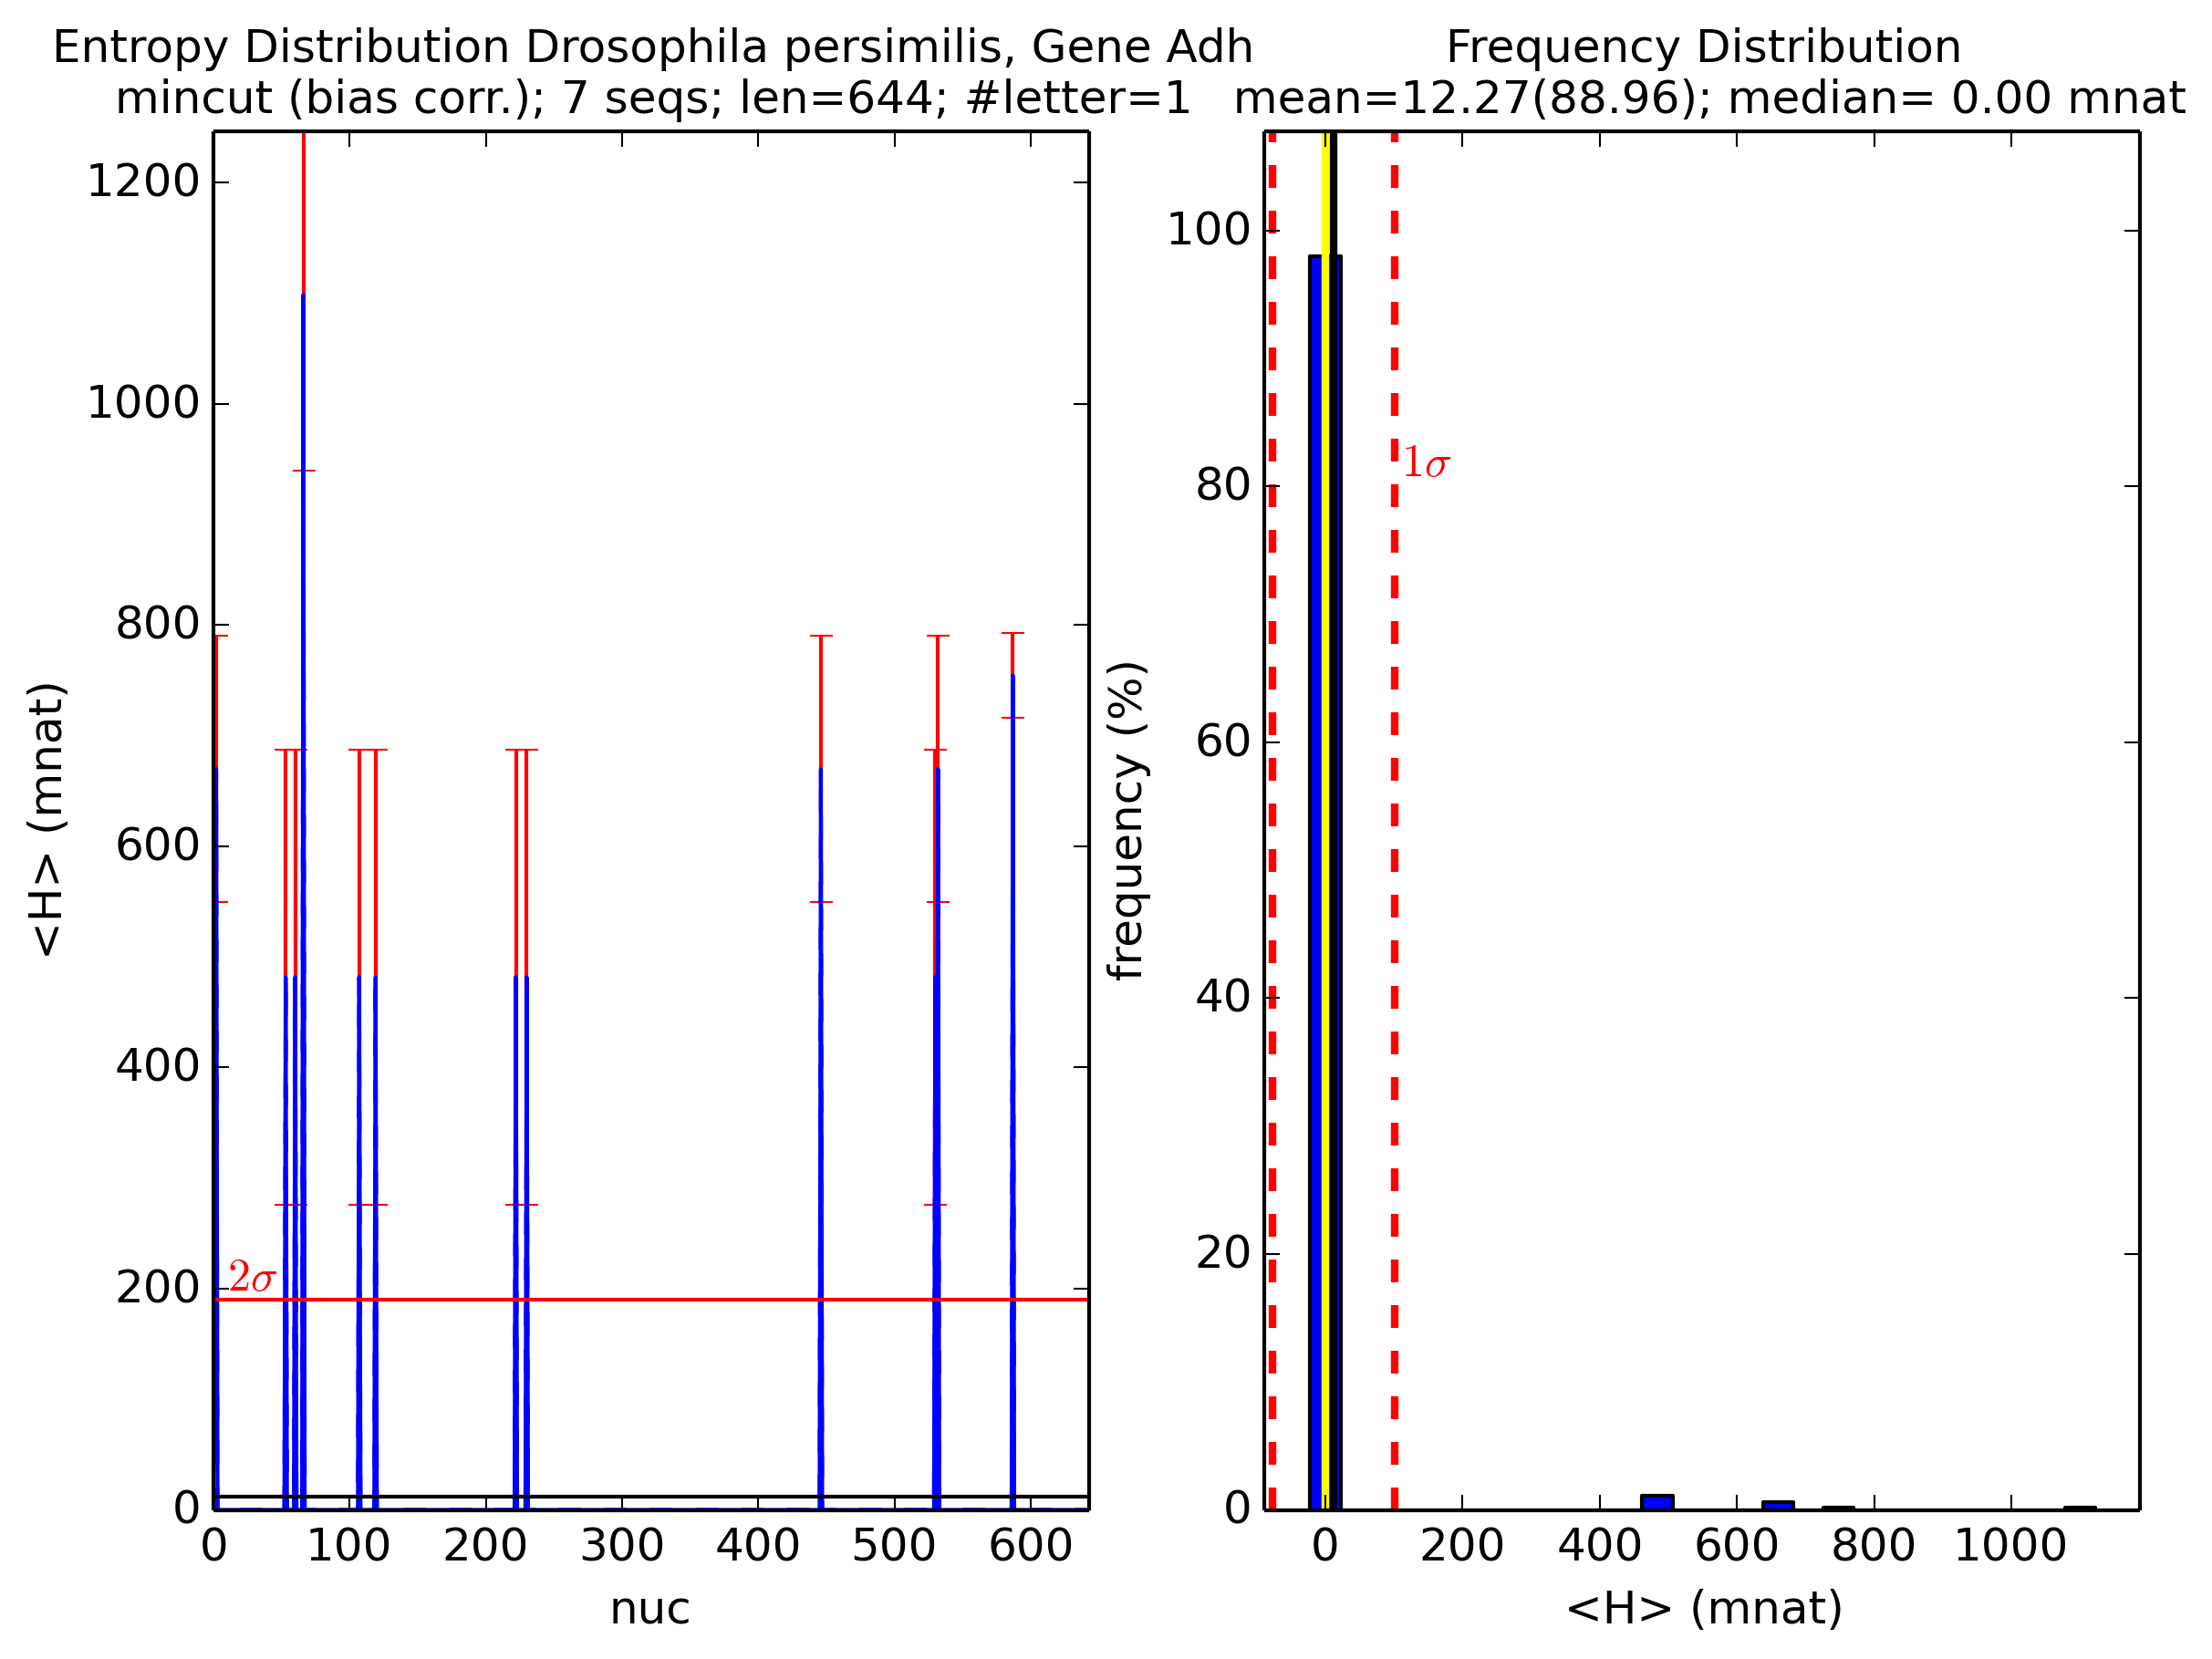 Entropy Distribution Drosophila persimilis, Gene Adh
mincut (bias corr.); 7 seqs; len=644; #letter=1
<H> (mnat)
1200
1000
800
600
400
200
0
2σ
0 100 200 300 400 500 600
nuc
Frequency Distribution
mean=12.27(88.96); median= 0.00 mnat
frequency (%)
100
80
60
40
20
0
1σ
0 200 400 600 800 1000
<H> (mnat)